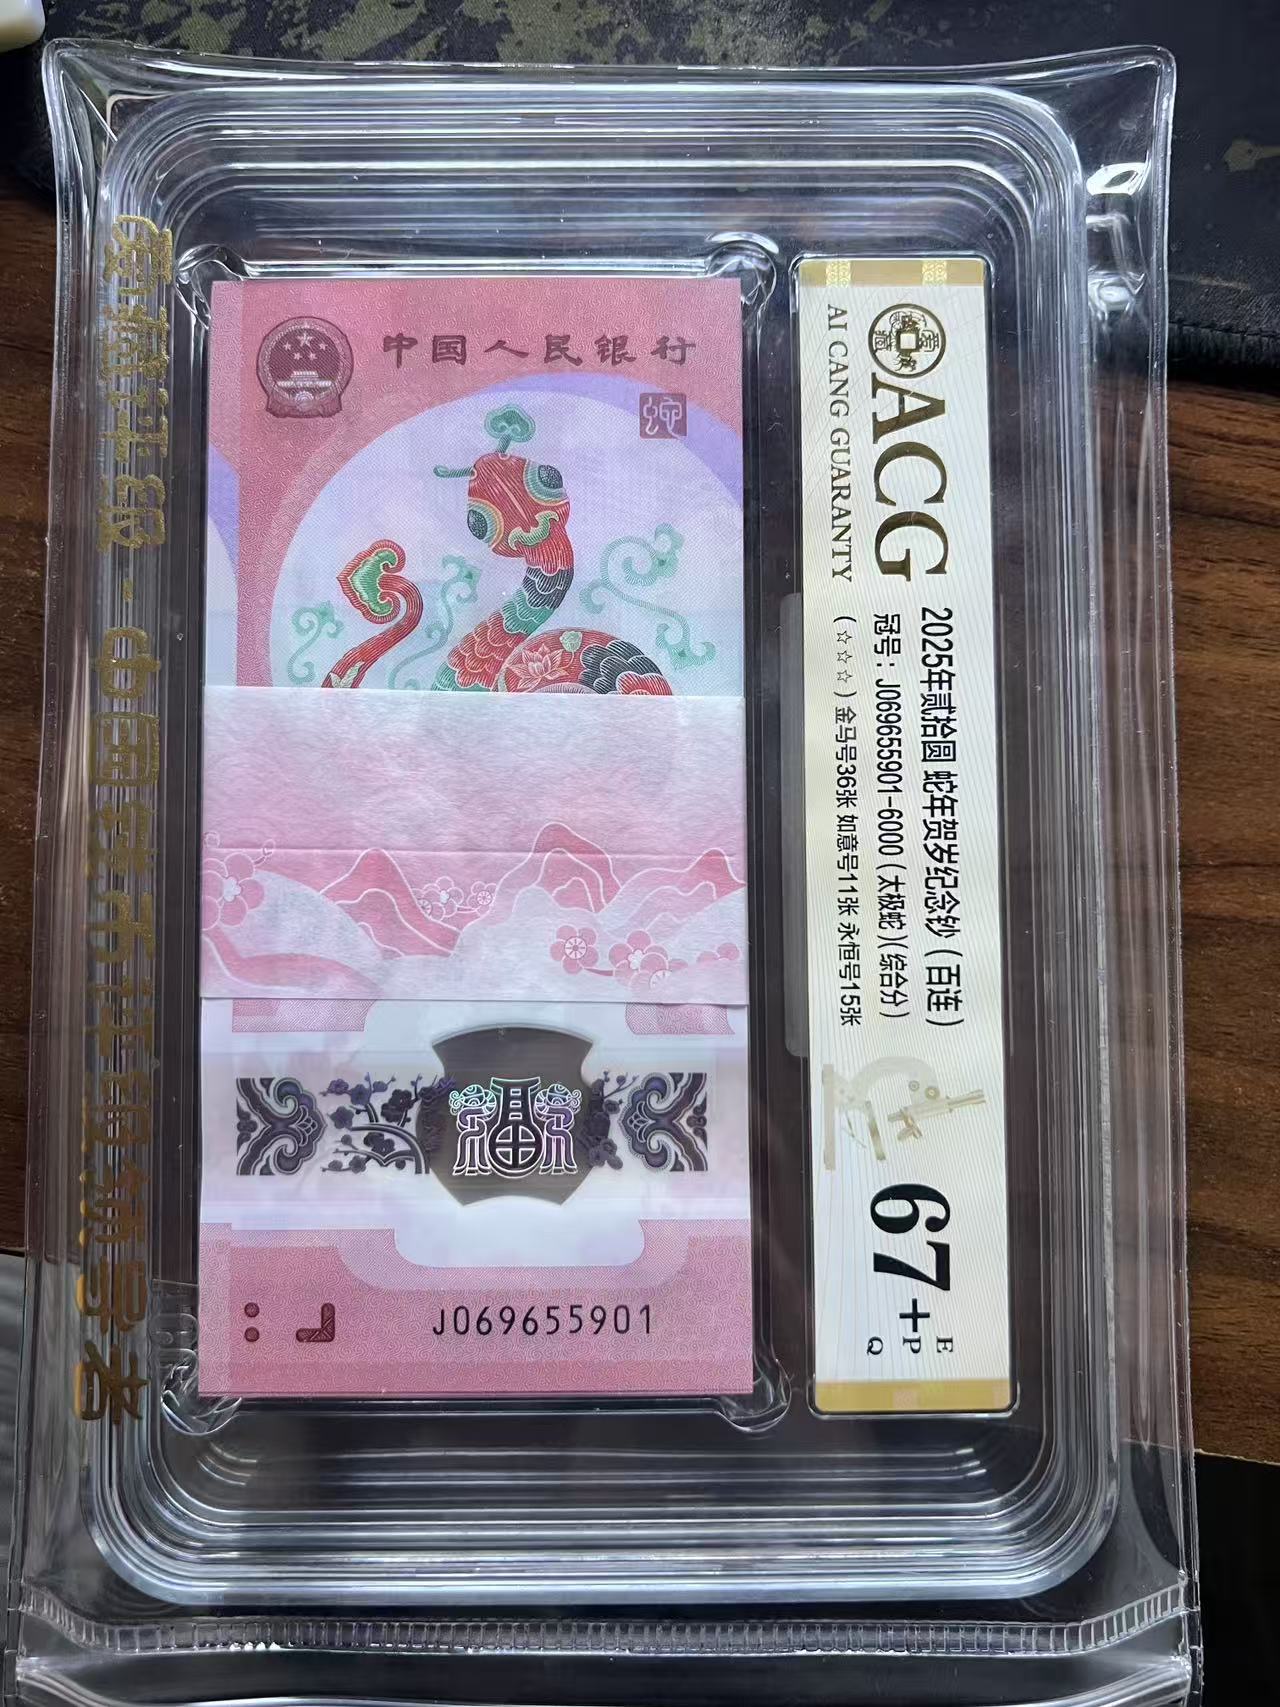 中国人民银行
J069655901
ACG
AI CANG GUARANTY
2025年贰拾圆 蛇年贺岁纪念钞（百连）
冠号：J069655901-6000（太极蛇）（综合分）
（☆☆☆）金马号36张 如意号11张 永恒号15张
67+
E
P
Q
爱藏评级-中国钱币评级领导者